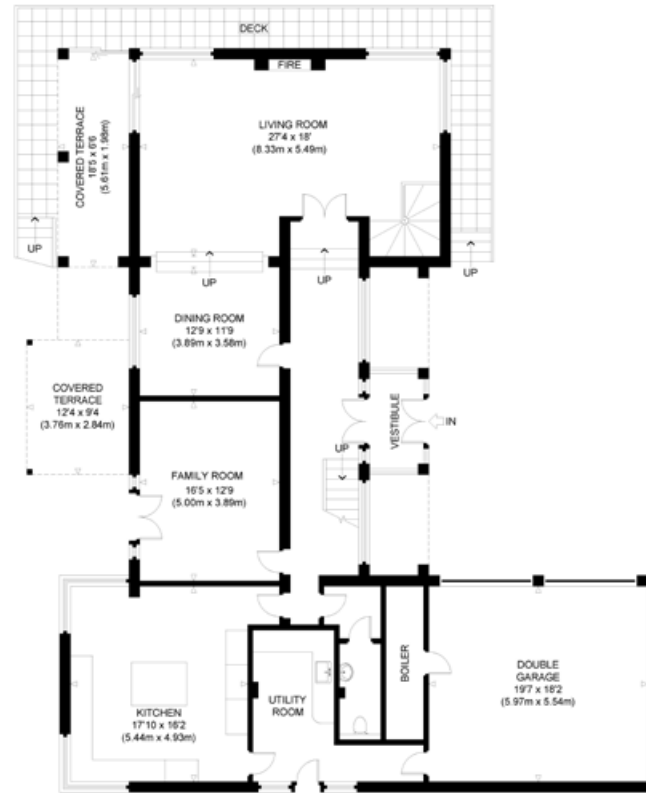 DECK
FIRE
COVERED TERRACE
18'5 x 6'6
(5.61m x 1.98m)
LIVING ROOM
27'4 x 18'
(8.33m x 5.49m)
UP
UP
UP
UP
DINING ROOM
12'9 x 11'9
(3.89m x 3.58m)
COVERED
TERRACE
12'4 x 9'4
(3.76m x 2.84m)
VESTIBULE
IN
UP
FAMILY ROOM
16'5 x 12'9
(5.00m x 3.89m)
BOILER
DOUBLE
GARAGE
19'7 x 18'2
(5.97m x 5.54m)
UTILITY
ROOM
KITCHEN
17'10 x 16'2
(5.44m x 4.93m)